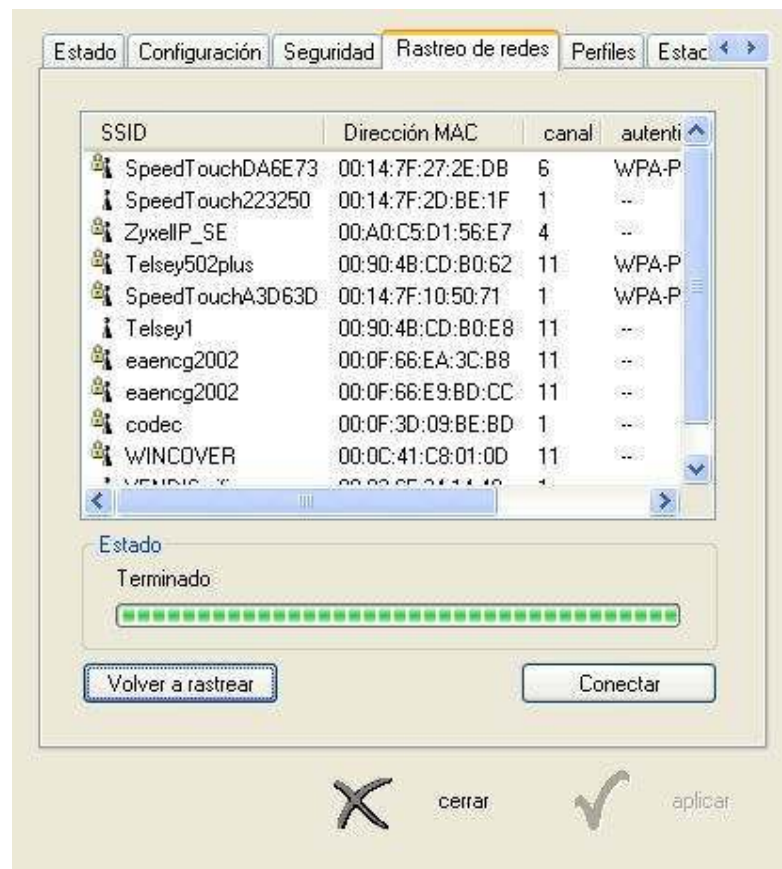 Estado Configuración Seguridad Rastreo de redes Perfiles Estac
SSID Dirección MAC canal autenti
SpeedTouchDA6E73 00:14:7F:27:2E:DB 6 WPA-P
SpeedTouch223250 00:14:7F:2D:BE:1F 1 --
ZyxellP_SE 00:A0:C5:D1:56:E7 4 --
Telsey502plus 00:90:4B:CD:B0:62 11 WPA-P
SpeedTouchA3D63D 00:14:7F:10:50:71 1 WPA-P
Telsey1 00:90:4B:CD:B0:E8 11 --
eaencg2002 00:0F:66:EA:3C:B8 11 --
eaencg2002 00:0F:66:E9:BD:CC 11 --
codec 00:0F:3D:09:BE:BD 1 --
WINCOVER 00:0C:41:C8:01:0D 11 --
Estado
Terminado
Volver a rastrear Conectar
cerrar aplicar